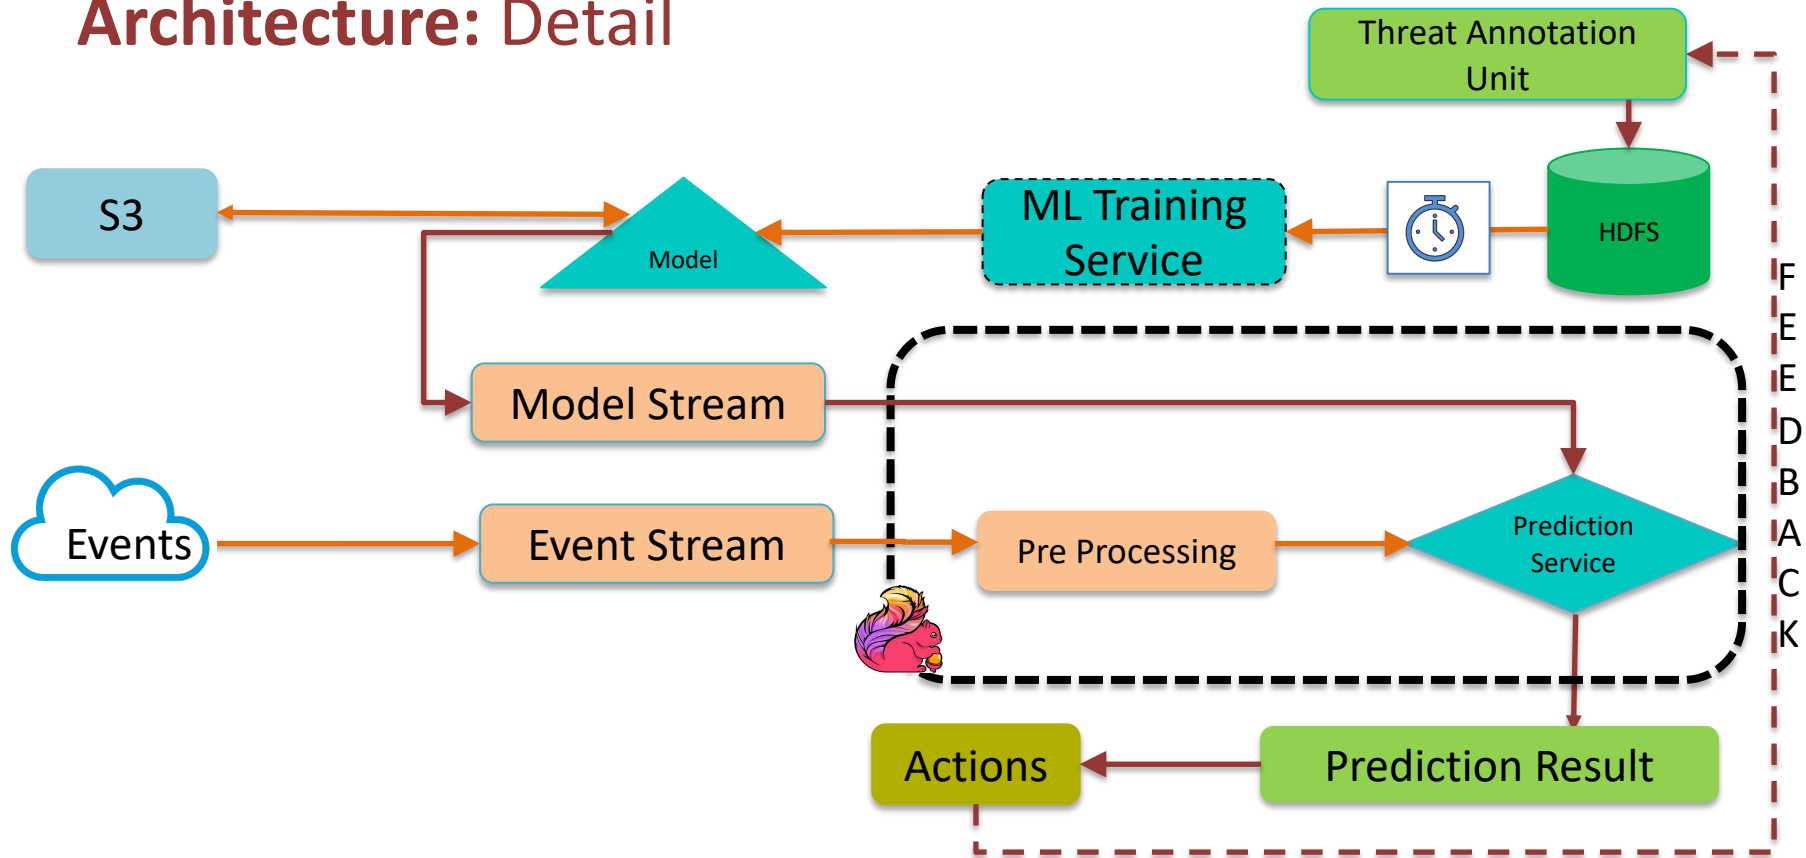 Architecture: Detail
Threat Annotation
Unit
S3
Model
ML Training
Service
HDFS
Model Stream
Events
Event Stream
Pre Processing
Prediction
Service
Actions
Prediction Result
F
E
E
D
B
A
C
K